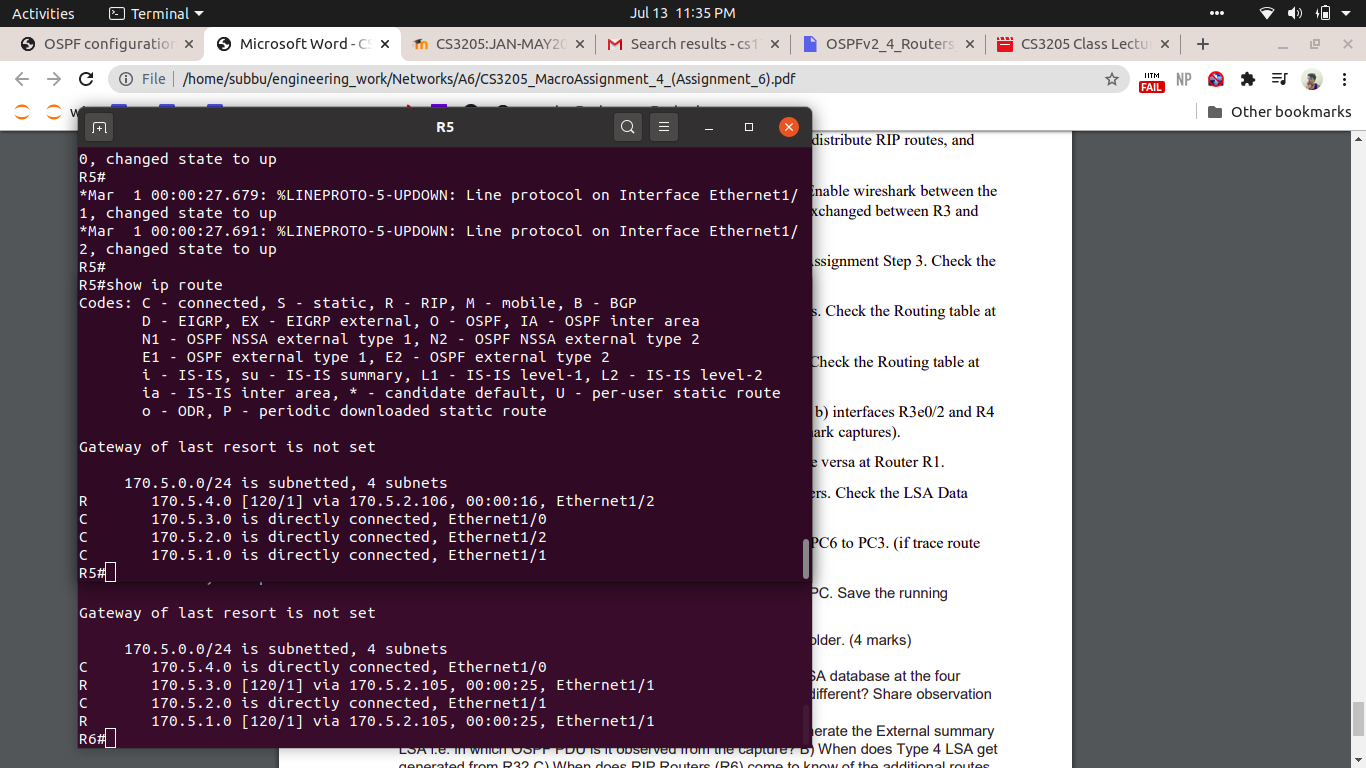 Activities Terminal Jul 13 11:35 PM
OSPF configuration Microsoft Word - CS CS3205:JAN-MAY20 Search results - cs1 OSPFv2_4_Routers CS3205 Class Lectu
File /home/subbu/engineering_work/Networks/A6/CS3205_MacroAssignment_4_(Assignment_6).pdf IITM FAIL NP
Other bookmarks
R5
0, changed state to up
R5#
*Mar  1 00:00:27.679: %LINEPROTO-5-UPDOWN: Line protocol on Interface Ethernet1/
1, changed state to up
*Mar  1 00:00:27.691: %LINEPROTO-5-UPDOWN: Line protocol on Interface Ethernet1/
2, changed state to up
R5#
R5#show ip route
Codes: C - connected, S - static, R - RIP, M - mobile, B - BGP
D - EIGRP, EX - EIGRP external, O - OSPF, IA - OSPF inter area
N1 - OSPF NSSA external type 1, N2 - OSPF NSSA external type 2
E1 - OSPF external type 1, E2 - OSPF external type 2
i - IS-IS, su - IS-IS summary, L1 - IS-IS level-1, L2 - IS-IS level-2
ia - IS-IS inter area, * - candidate default, U - per-user static route
o - ODR, P - periodic downloaded static route
Gateway of last resort is not set
170.5.0.0/24 is subnetted, 4 subnets
R 170.5.4.0 [120/1] via 170.5.2.106, 00:00:16, Ethernet1/2
C 170.5.3.0 is directly connected, Ethernet1/0
C 170.5.2.0 is directly connected, Ethernet1/2
C 170.5.1.0 is directly connected, Ethernet1/1
R5#
Gateway of last resort is not set
170.5.0.0/24 is subnetted, 4 subnets
C 170.5.4.0 is directly connected, Ethernet1/0
R 170.5.3.0 [120/1] via 170.5.2.105, 00:00:25, Ethernet1/1
C 170.5.2.0 is directly connected, Ethernet1/1
R 170.5.1.0 [120/1] via 170.5.2.105, 00:00:25, Ethernet1/1
R6#
distribute RIP routes, and
Enable wireshark between the
xchanged between R3 and
ssignment Step 3. Check the
s. Check the Routing table at
Check the Routing table at
b) interfaces R3e0/2 and R4
ark captures).
e versa at Router R1.
ers. Check the LSA Data
PC6 to PC3. (if trace route
PC. Save the running
older. (4 marks)
SA database at the four
different? Share observation
nerate the External summary
LSA i.e. in which OSPF PDU is it observed from the capture? B) When does Type 4 LSA get
generated from R3? C) When does RIP Routers (R6) come to know of the additional routes